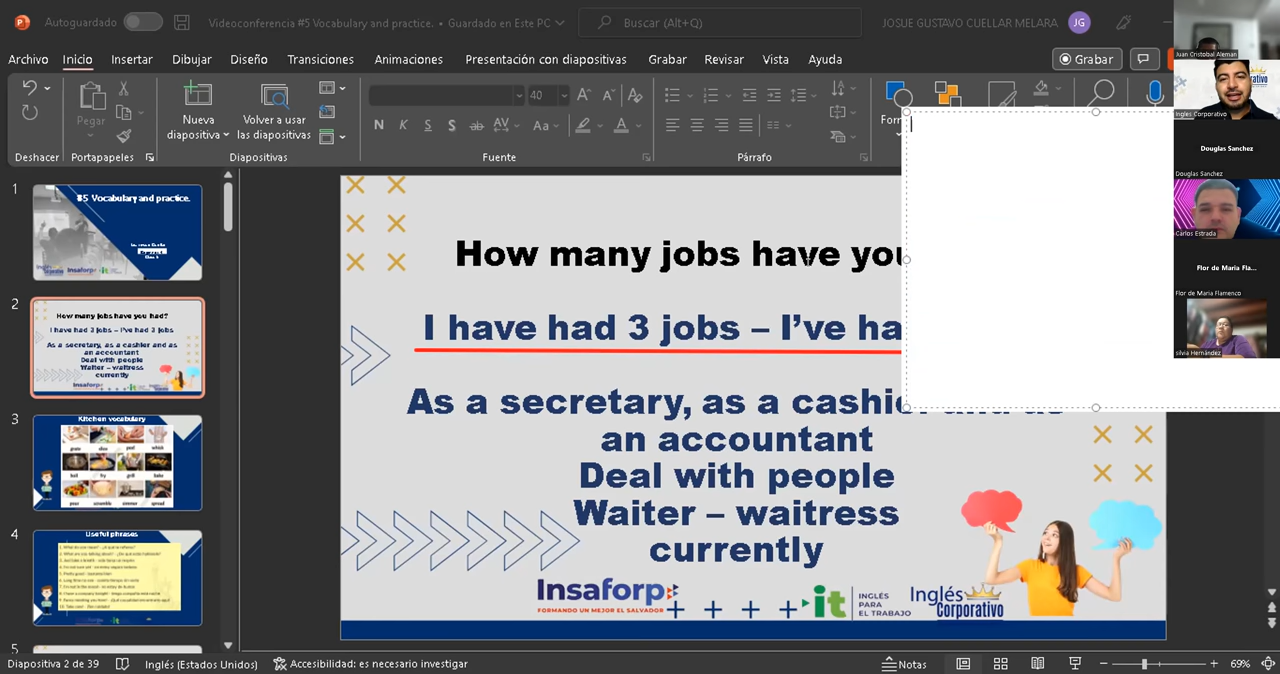 Autoguardado
Videoconferencia #5 Vocabulary and practice. • Guardado en Este PC
Buscar (Alt+Q)
JOSUE GUSTAVO CUELLAR MELARA
JG
Archivo Inicio Insertar Dibujar Diseño Transiciones Animaciones Presentación con diapositivas Grabar Revisar Vista Ayuda
Grabar
Pegar
Nueva diapositiva
Volver a usar las diapositivas
40
N K S S ab AV Aa A
Deshacer Portapapeles Diapositivas Fuente Párrafo
Juan Cristobal Aleman
Ingles Corporativo
Douglas Sanchez
Douglas Sanchez
Carlos Estrada
Flor de Maria Fla...
Flor de Maria Flamenco
silvia Hernández
1
#5 Vocabulary and practice.
2
How many jobs have you had?
I have had 3 jobs – I've had 3 jobs
As a secretary, as a cashier and as
an accountant
Deal with people
Waiter – waitress
currently
3
Kitchen vocabulary
4
Useful phrases
5
How many jobs have you
I have had 3 jobs – I've ha
As a secretary, as a cashier and as
an accountant
Deal with people
Waiter – waitress
currently
Insaforp
FORMANDO UN MEJOR EL SALVADOR
it
INGLÉS
PARA
EL TRABAJO
Inglés
Corporativo
Diapositiva 2 de 39
Inglés (Estados Unidos)
Accesibilidad: es necesario investigar
Notas
69%